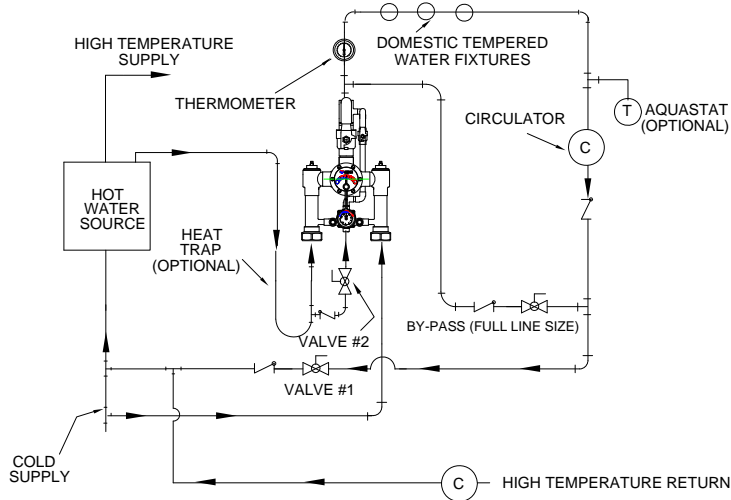 HIGH TEMPERATURE
SUPPLY
DOMESTIC TEMPERED
WATER FIXTURES
THERMOMETER
CIRCULATOR
T
AQUASTAT
(OPTIONAL)
C
HOT
WATER
SOURCE
HEAT
TRAP
(OPTIONAL)
VALVE #2
BY-PASS (FULL LINE SIZE)
VALVE #1
COLD
SUPPLY
C
HIGH TEMPERATURE RETURN